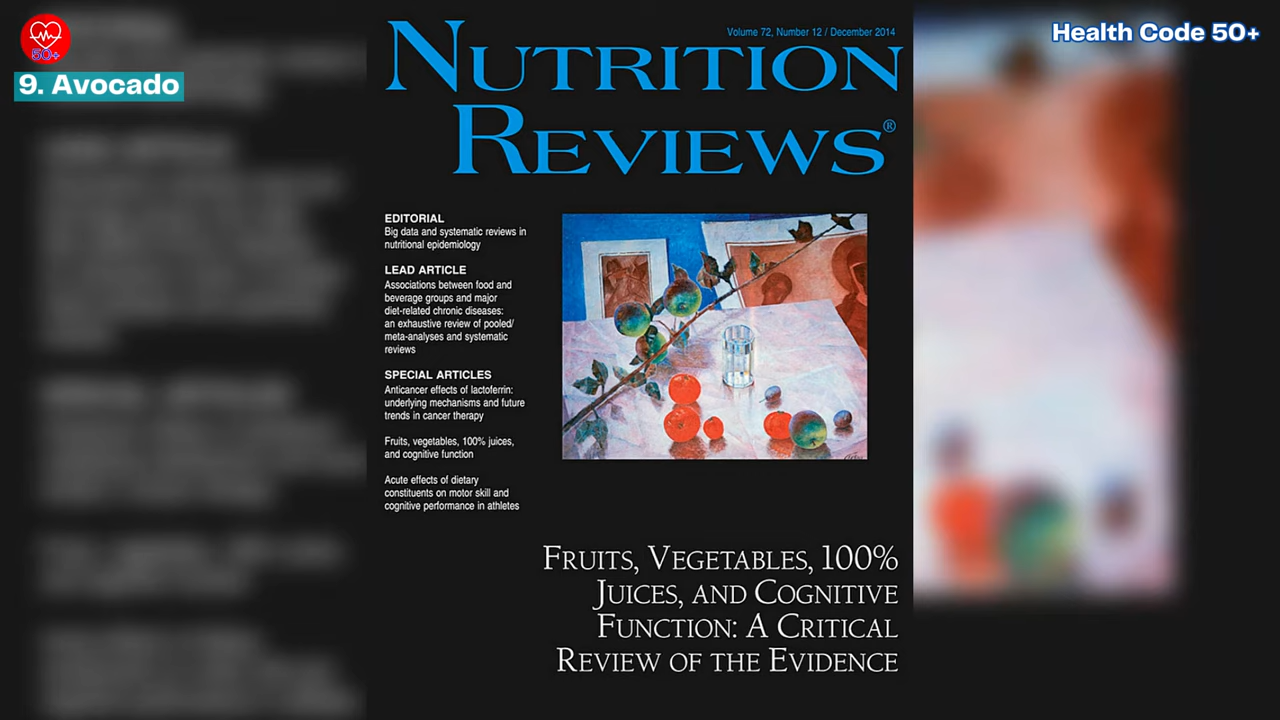 50+
9. Avocado
Health Code 50+
Volume 72, Number 12 / December 2014
NUTRITION
REVIEWS®
EDITORIAL
Big data and systematic reviews in
nutritional epidemiology
LEAD ARTICLE
Associations between food and
beverage groups and major
diet-related chronic diseases:
an exhaustive review of pooled/
meta-analyses and systematic
reviews
SPECIAL ARTICLES
Anticancer effects of lactoferrin:
underlying mechanisms and future
trends in cancer therapy
Fruits, vegetables, 100% juices,
and cognitive function
Acute effects of dietary
constituents on motor skill and
cognitive performance in athletes
FRUITS, VEGETABLES, 100%
JUICES, AND COGNITIVE
FUNCTION: A CRITICAL
REVIEW OF THE EVIDENCE